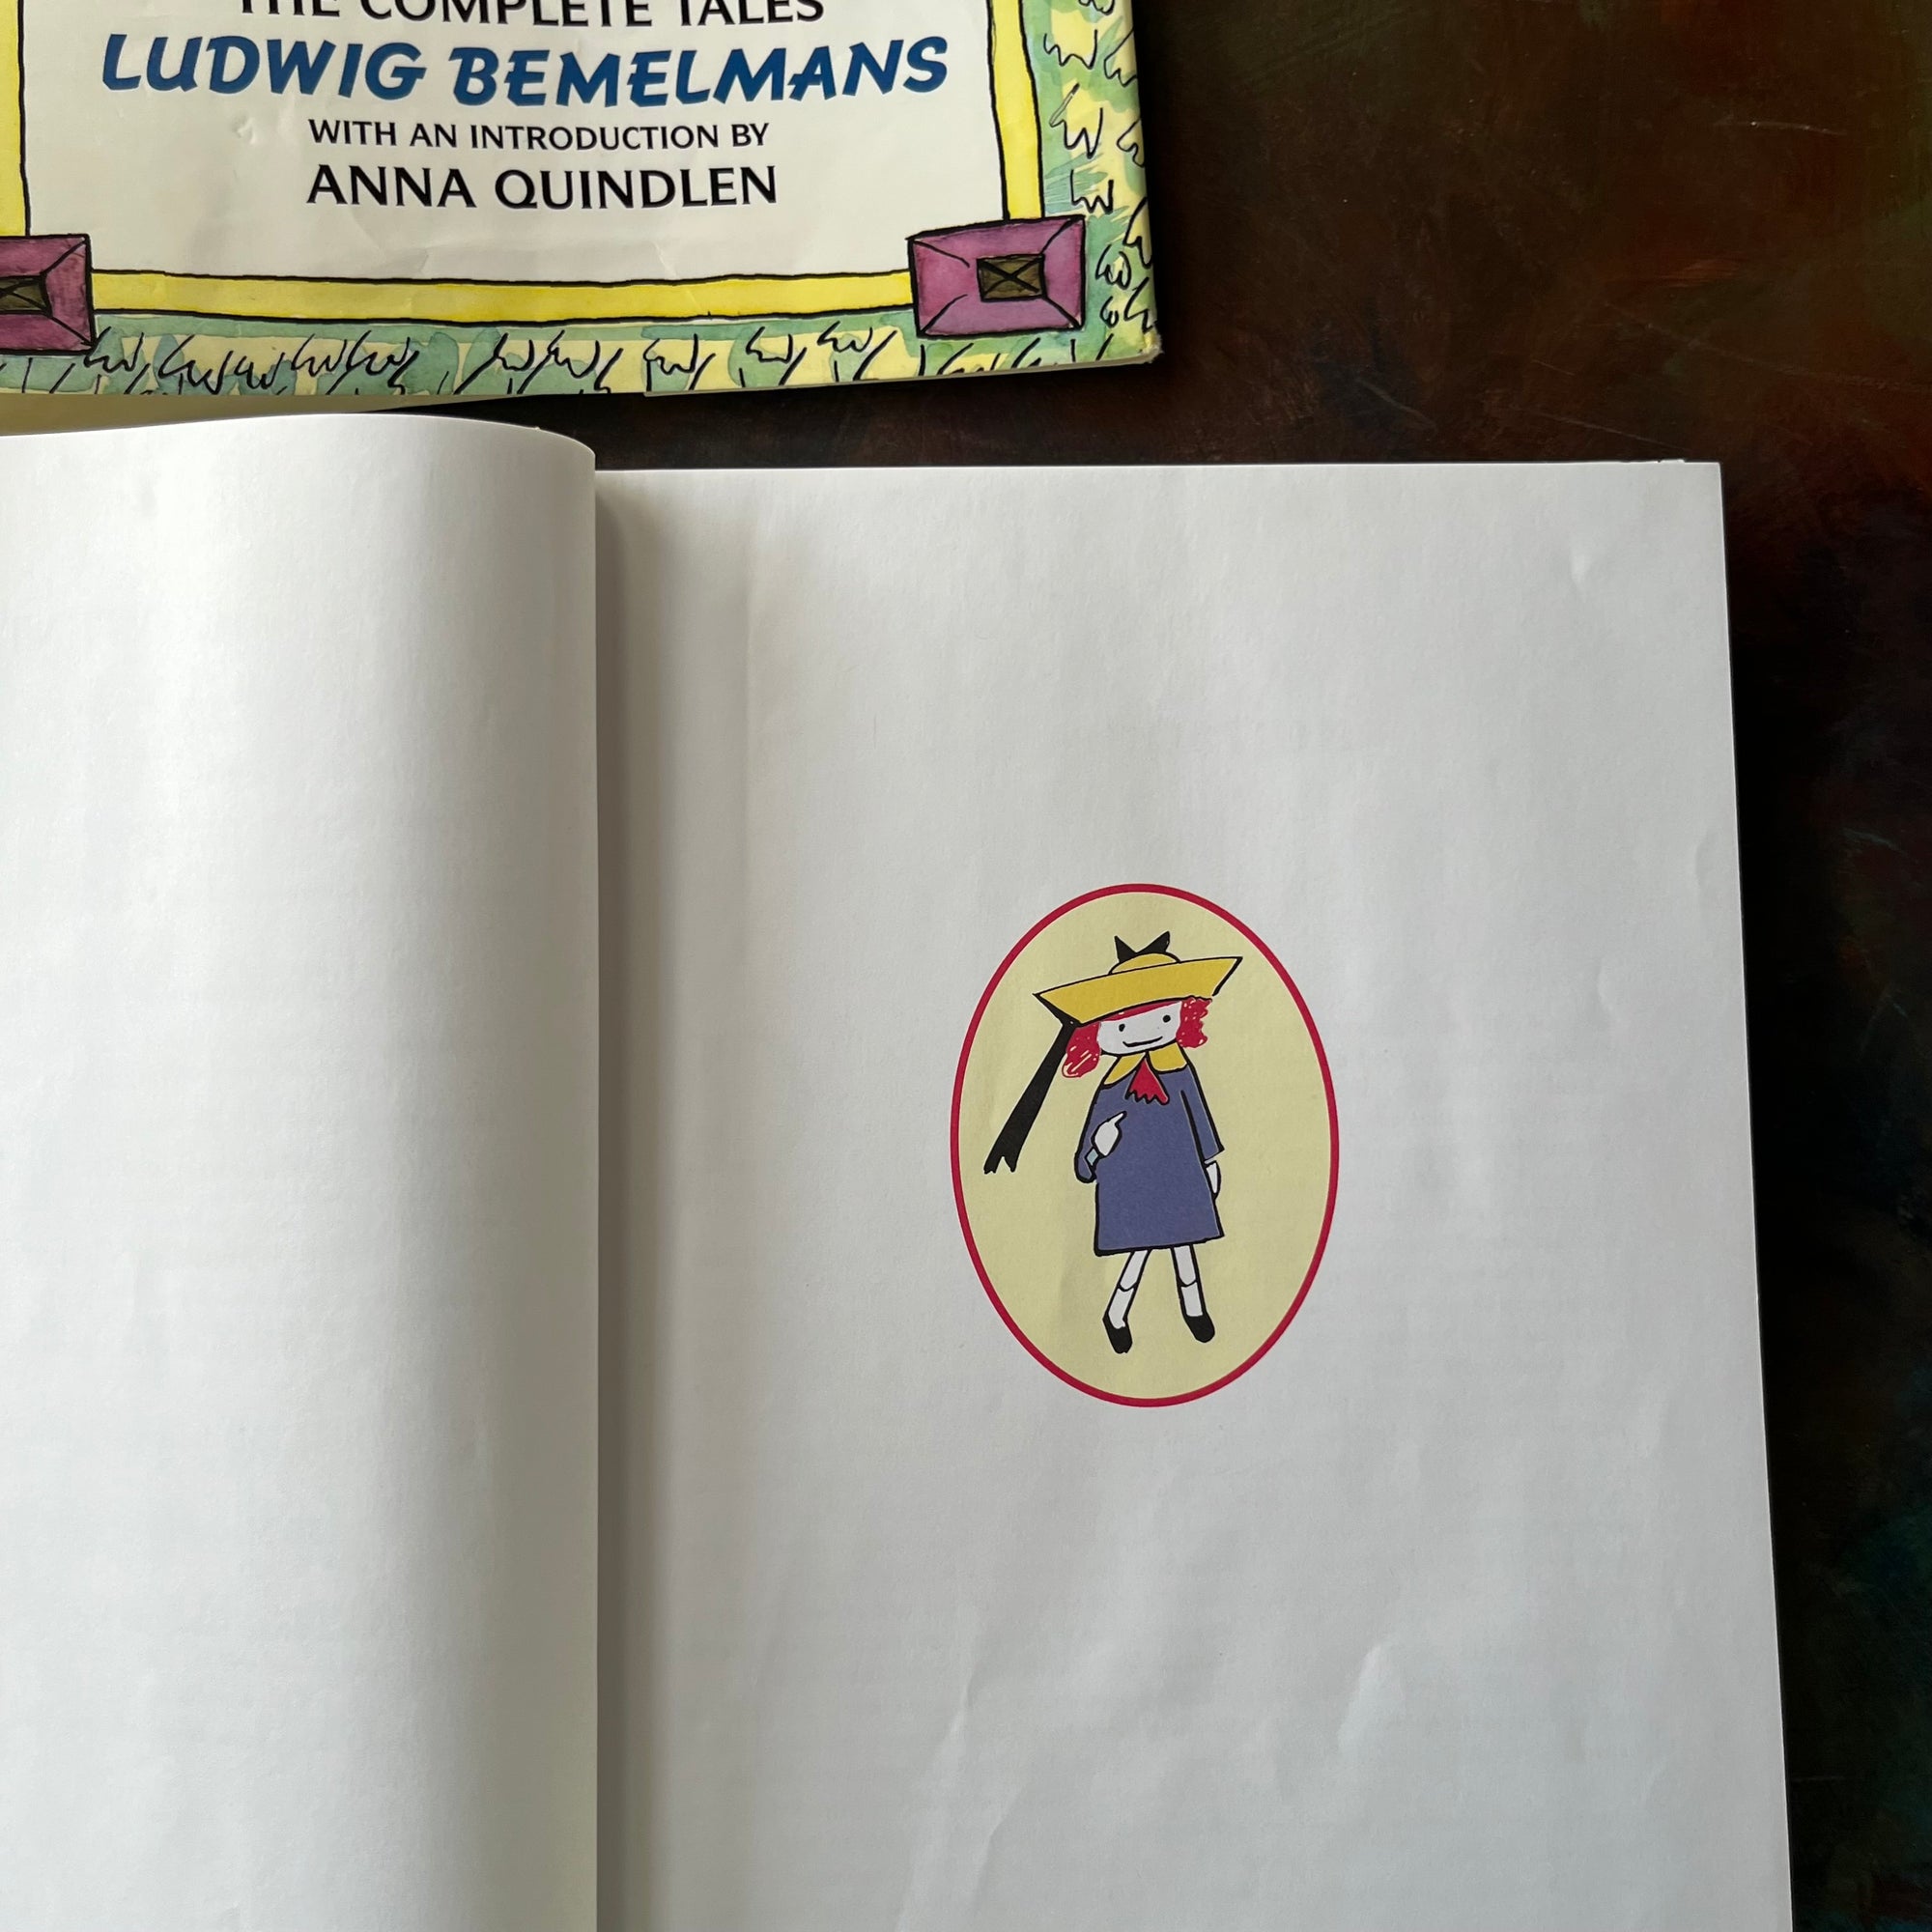 THE COMPLETE TALES
LUDWIG BEMELMANS
WITH AN INTRODUCTION BY
ANNA QUINDLEN